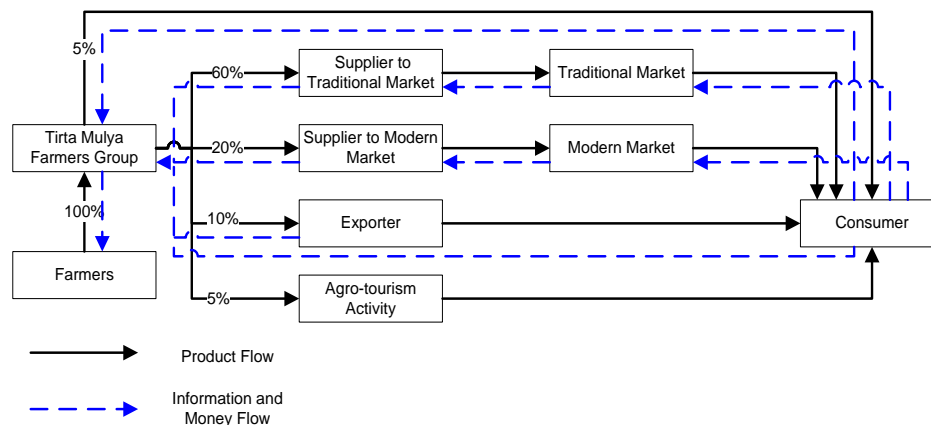 5%
60%
Supplier to
Traditional Market
Traditional Market
Tirta Mulya
Farmers Group
20%
Supplier to Modern
Market
Modern Market
100%
10%
Exporter
Consumer
Farmers
5%
Agro-tourism
Activity
Product Flow
Information and
Money Flow